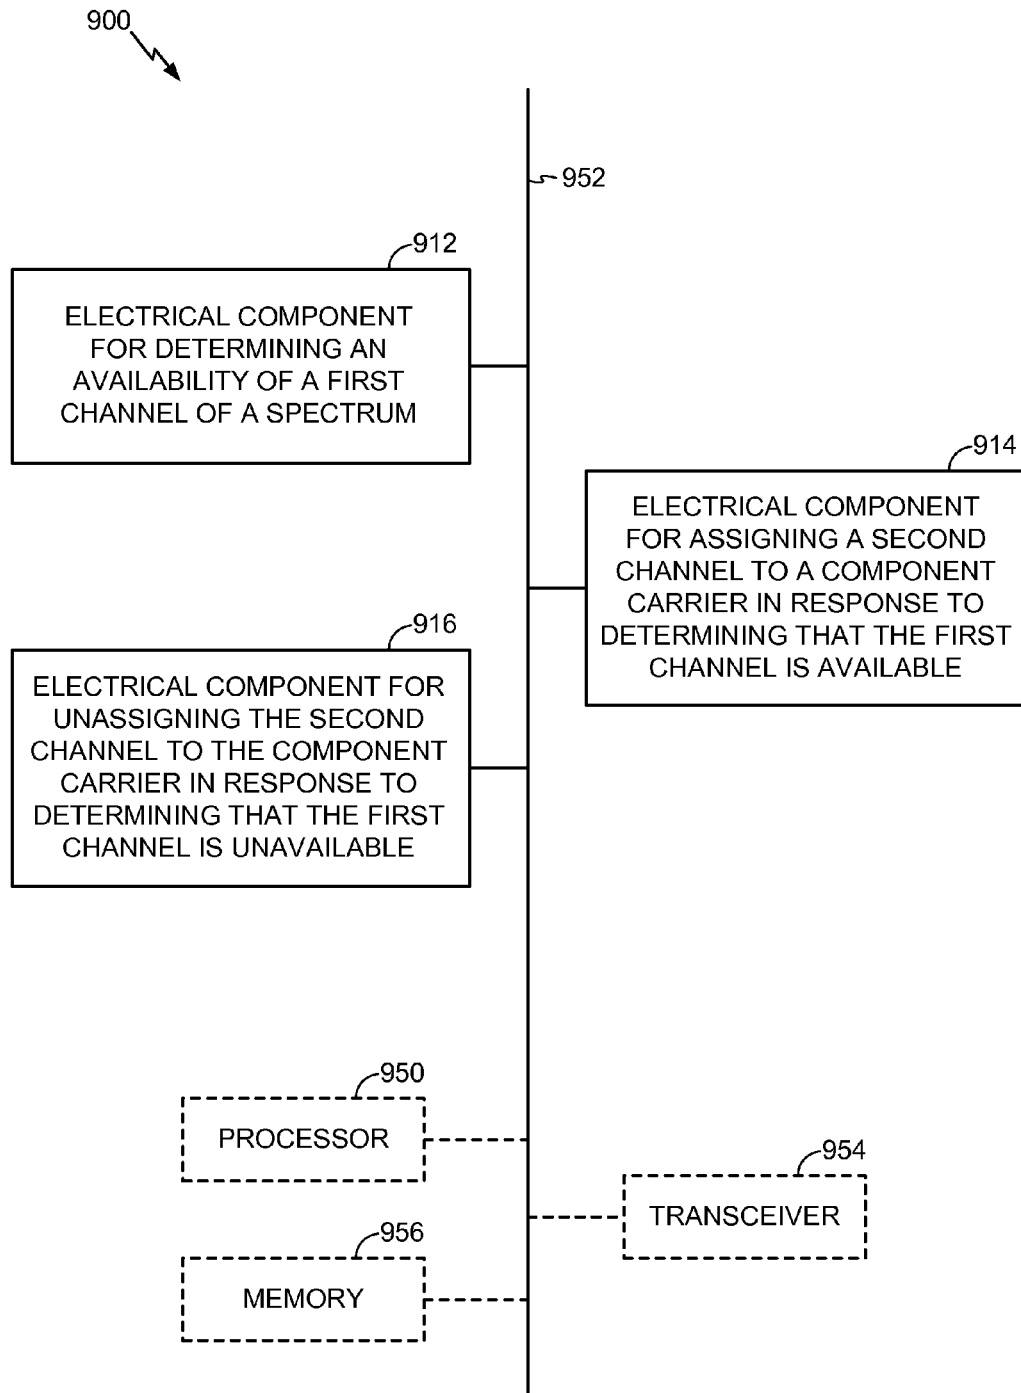 900
952
912
ELECTRICAL COMPONENT
FOR DETERMINING AN
AVAILABILITY OF A FIRST
CHANNEL OF A SPECTRUM
914
ELECTRICAL COMPONENT
FOR ASSIGNING A SECOND
CHANNEL TO A COMPONENT
CARRIER IN RESPONSE TO
DETERMINING THAT THE FIRST
CHANNEL IS AVAILABLE
916
ELECTRICAL COMPONENT FOR
UNASSIGNING THE SECOND
CHANNEL TO THE COMPONENT
CARRIER IN RESPONSE TO
DETERMINING THAT THE FIRST
CHANNEL IS UNAVAILABLE
950
PROCESSOR
954
TRANSCEIVER
956
MEMORY